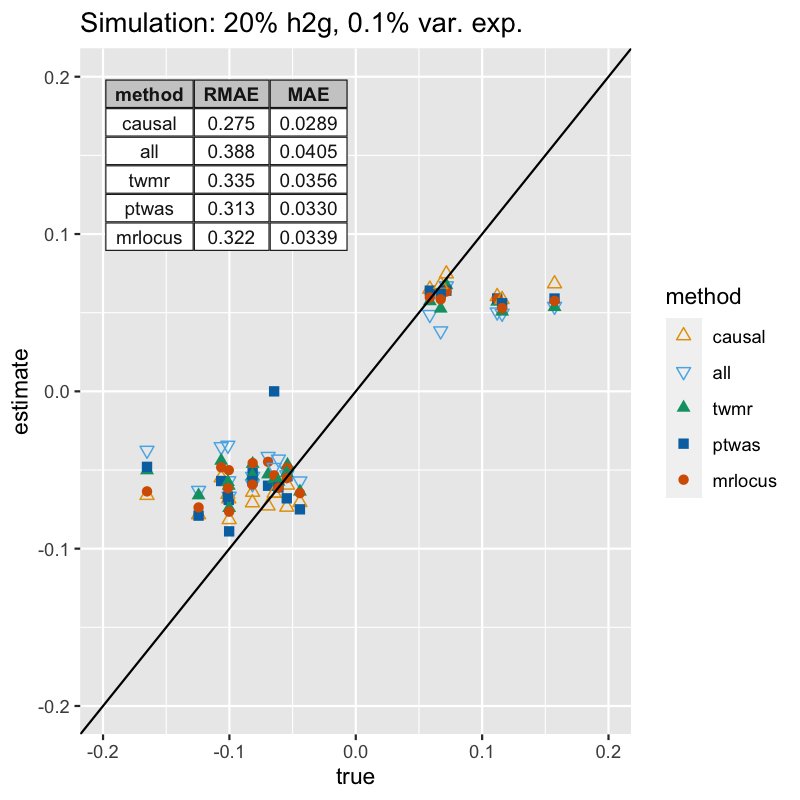 Simulation: 20% h2g, 0.1% var. exp.
method RMAE MAE
causal 0.275 0.0289
all 0.388 0.0405
twmr 0.335 0.0356
ptwas 0.313 0.0330
mrlocus 0.322 0.0339
0.2
0.1
0.0
-0.1
-0.2
estimate
-0.2 -0.1 0.0 0.1 0.2
true
method
causal
all
twmr
ptwas
mrlocus